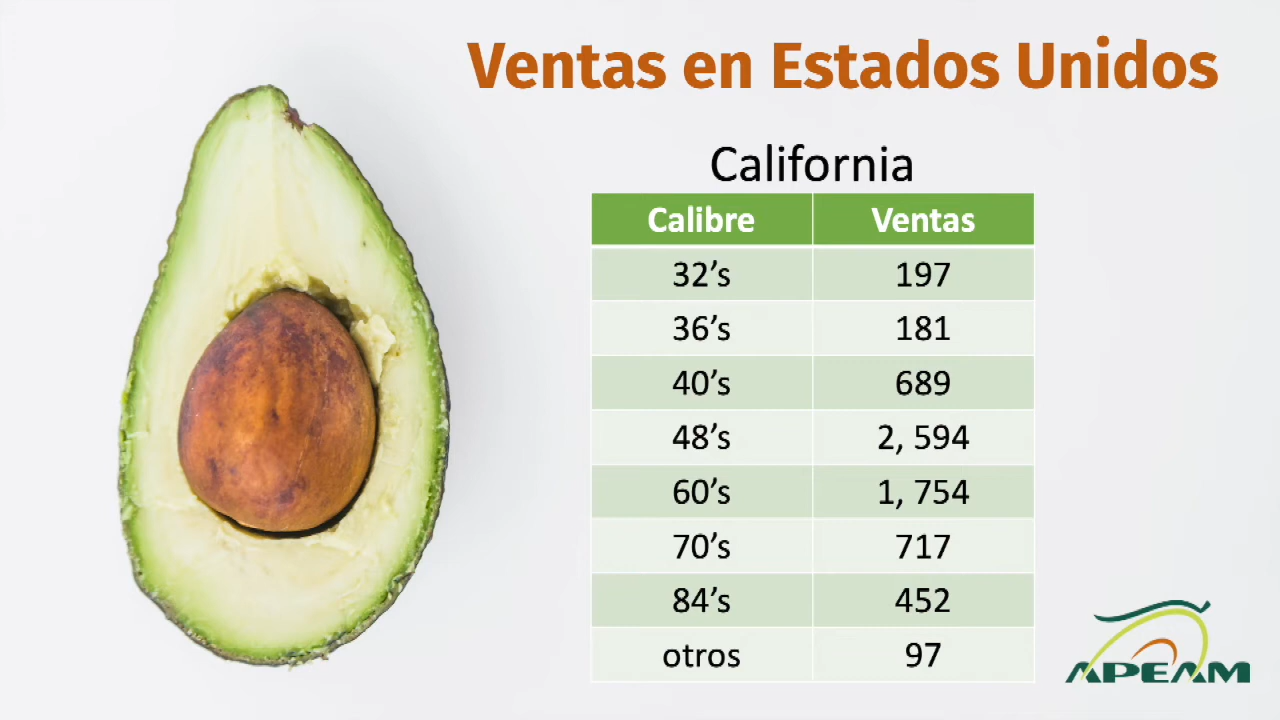 Ventas en Estados Unidos
California
Calibre Ventas
32’s 197
36’s 181
40’s 689
48’s 2, 594
60’s 1, 754
70’s 717
84’s 452
otros 97
APEAM